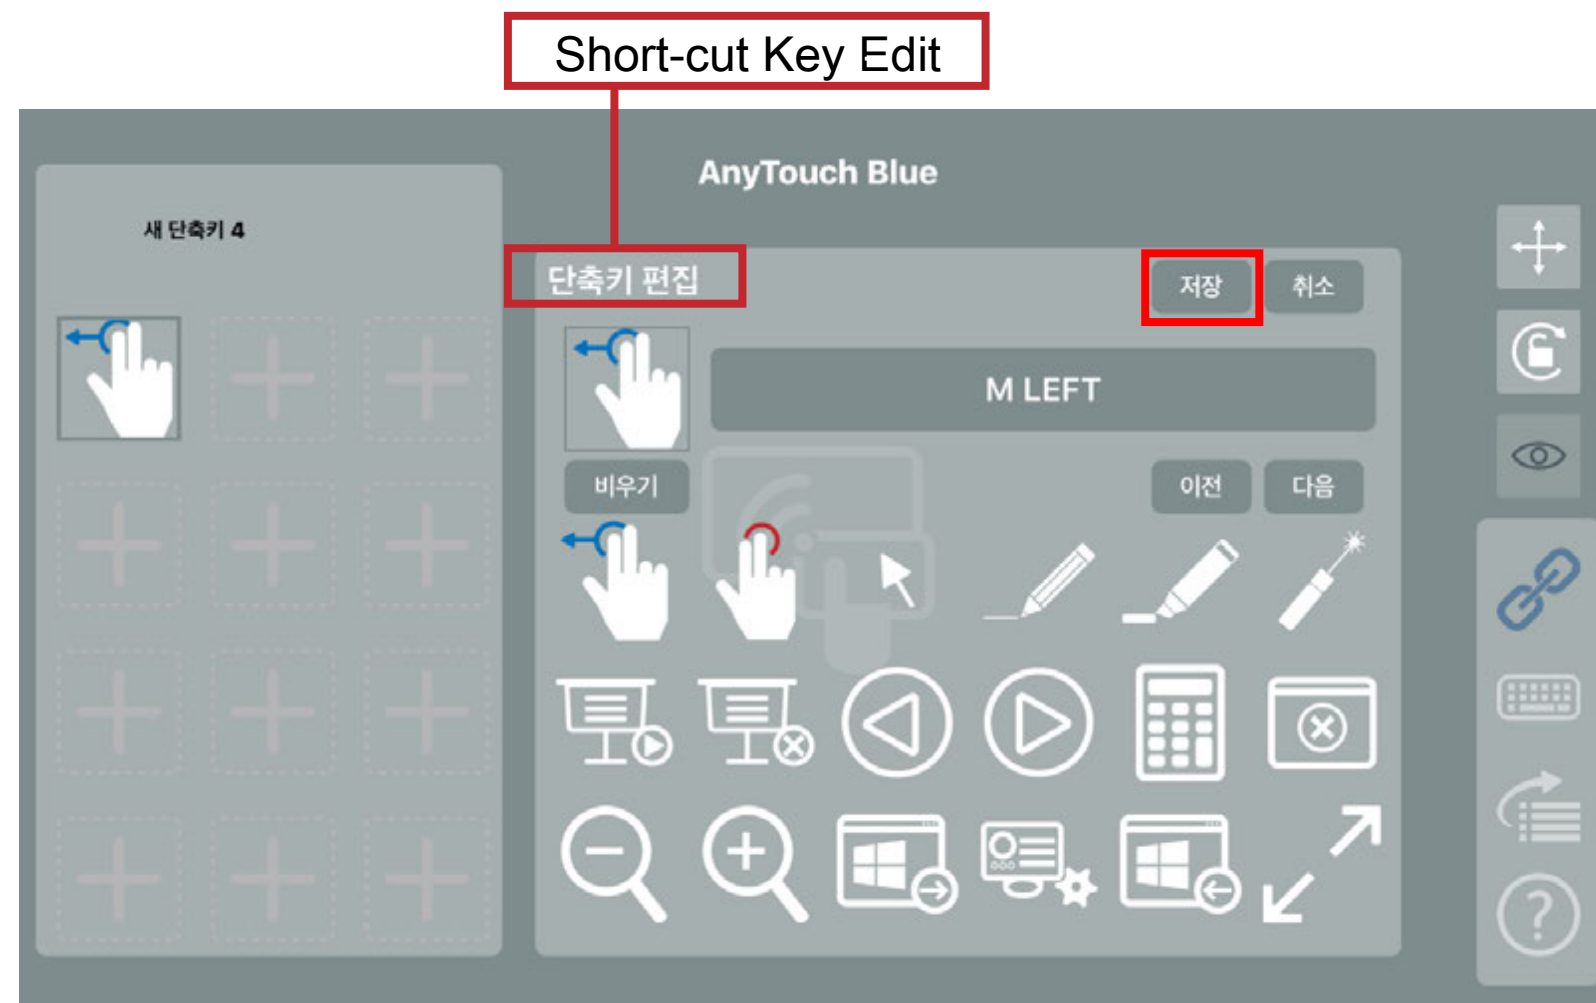 Short-cut Key Edit
AnyTouch Blue
새 단축키 4
단축키 편집
저장
취소
M LEFT
비우기
이전
다음